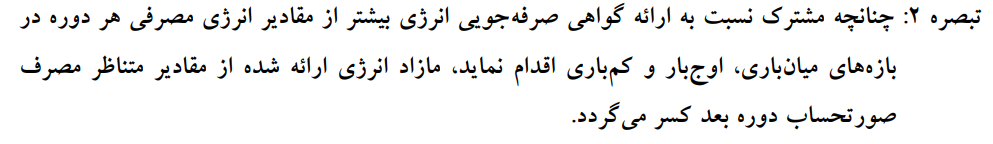 تبصره ۲: چنانچه مشترک نسبت به ارائه گواهی صرفه‌جویی انرژی بیشتر از مقادیر انرژی مصرفی هر دوره در
بازه‌های میان‌باری، اوج‌بار و کم‌باری اقدام نماید، مازاد انرژی ارائه شده از مقادیر متناظر مصرف
صورتحساب دوره بعد کسر می‌گردد.